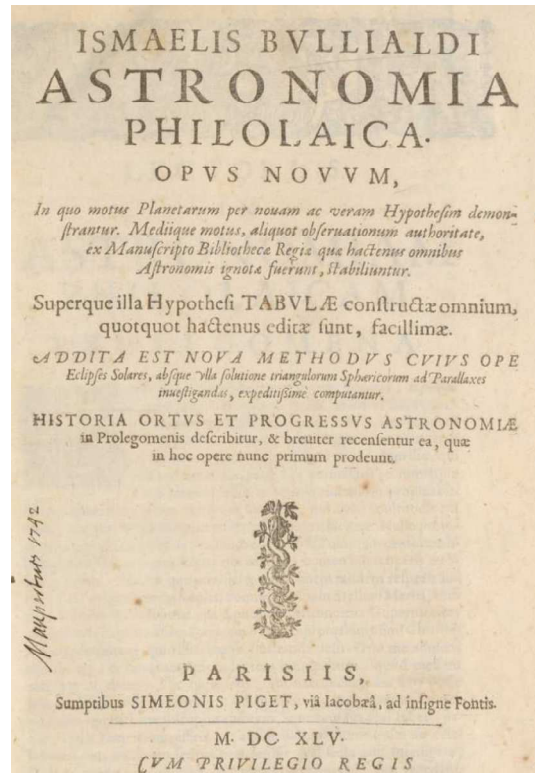 ISMAELIS BVLLIALDI
ASTRONOMIA
PHILOLAICA.
OPVS NOVVM,
In quo motus Planetarum per nouam ac veram Hypothesim demon-
strantur. Mediique motus, aliquot obseruationum authoritate,
ex Manuscripto Bibliothecæ Regiæ quæ hactenus omnibus
Astronomis ignotæ fuerunt, stabiliuntur.
Superque illa Hypothesi TABVLÆ constructæ omnium,
quotquot hactenus editæ sunt, facillimæ.
ADDITA EST NOVA METHODVS CVIVS OPE
Eclipses Solares, absque vlla solutione triangulorum Sphæricorum ad Parallaxes
inuestigandas, expeditissimè computantur.
HISTORIA ORTVS ET PROGRESSVS ASTRONOMIÆ
in Prolegomenis describitur, & breuiter recensentur ea, quæ
in hoc opere nunc primum prodeunt.
Maupertuis 1742
PARISIIS,
Sumptibus SIMEONIS PIGET, viâ Iacobæâ, ad insigne Fontis.
M. DC XLV.
CVM PRIVILEGIO REGIS